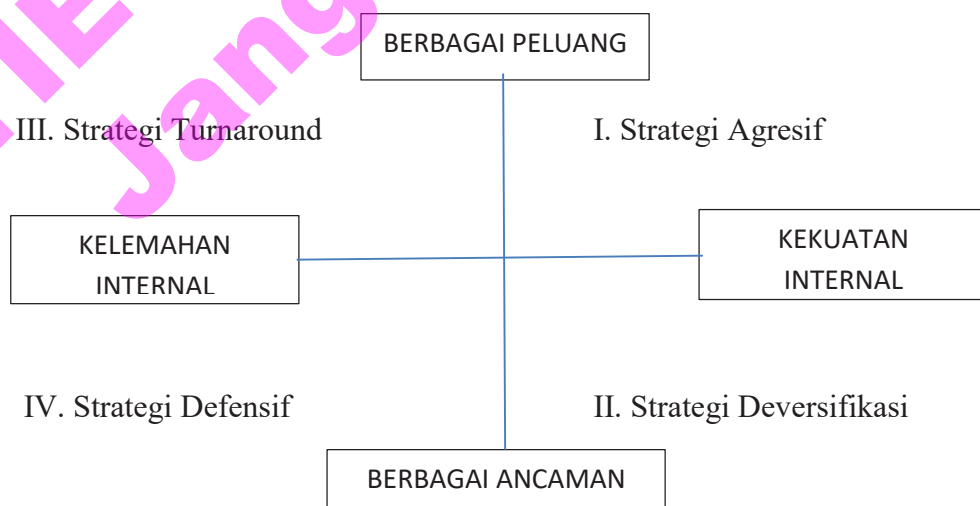 BERBAGAI PELUANG
III. Strategi Turnaround
I. Strategi Agresif
KELEMAHAN
INTERNAL
KEKUATAN
INTERNAL
IV. Strategi Defensif
II. Strategi Deversifikasi
BERBAGAI ANCAMAN